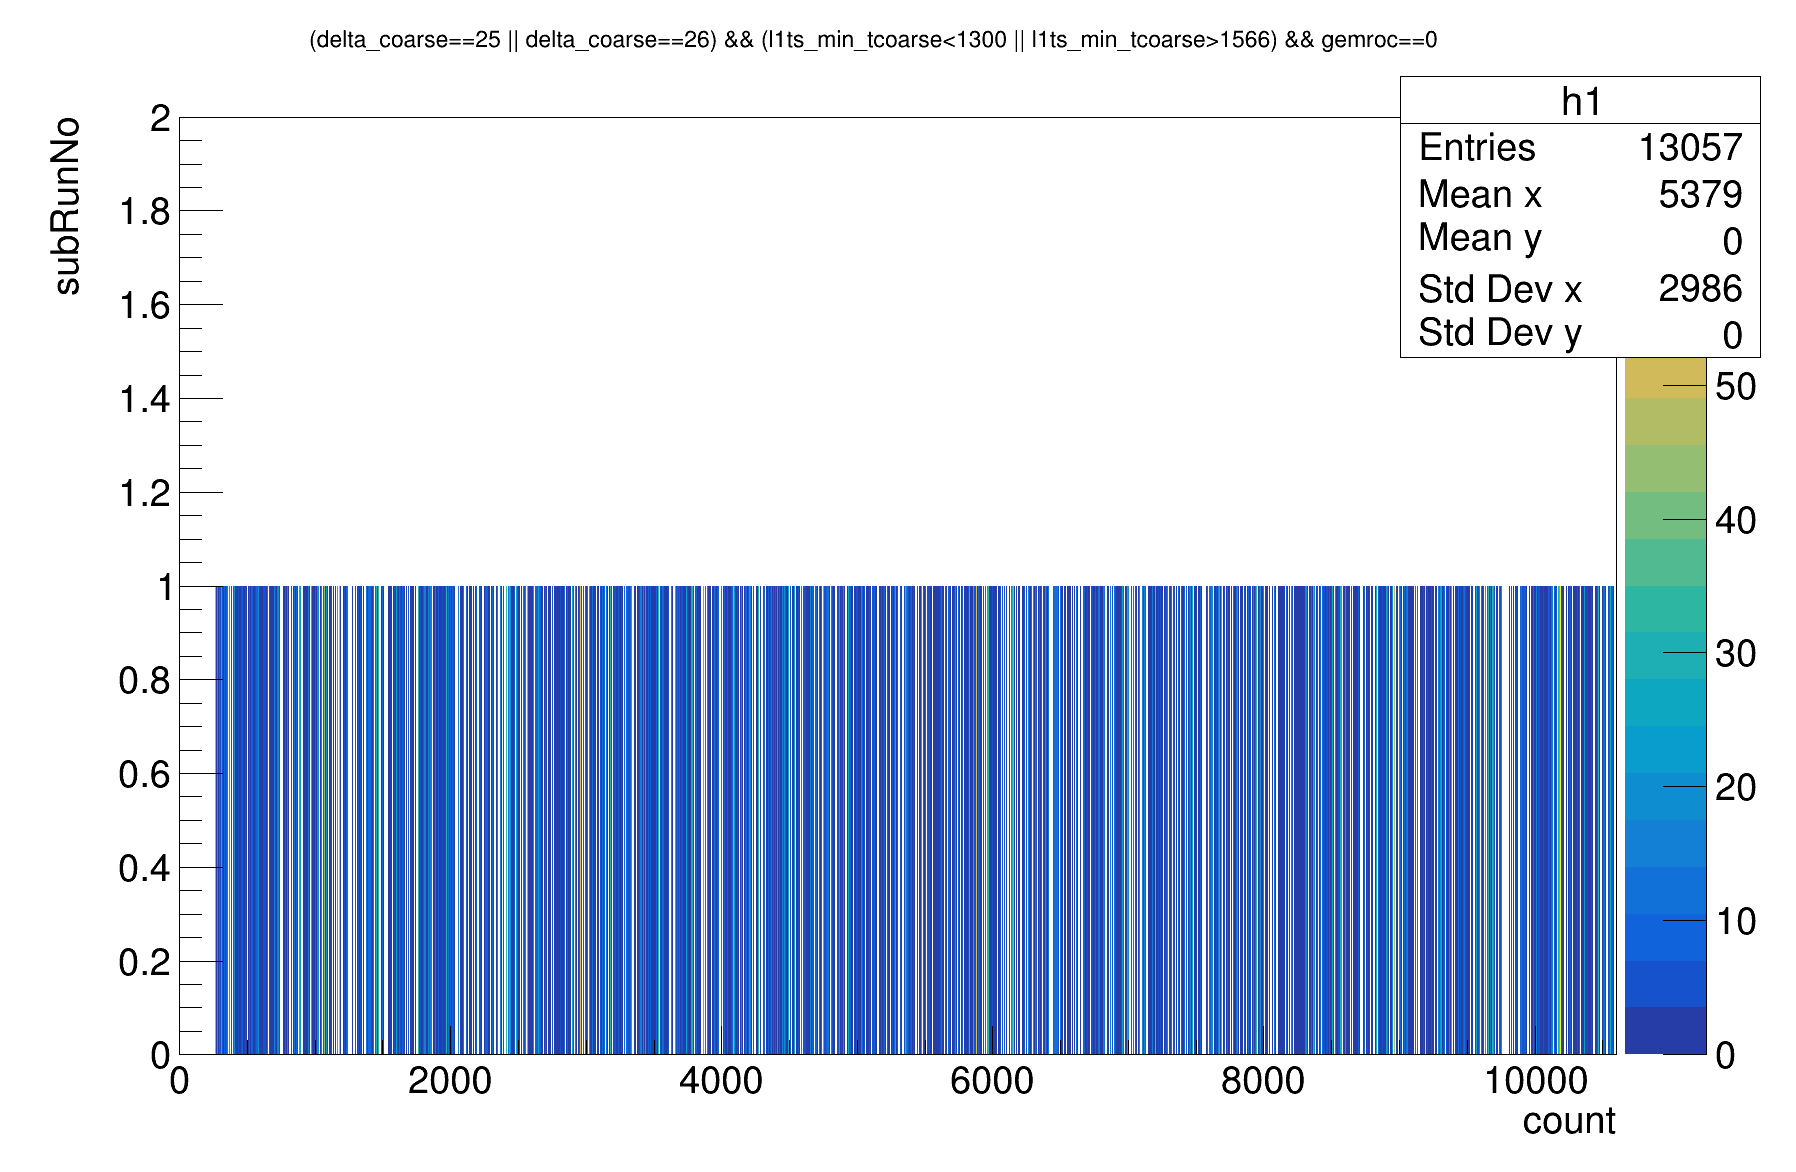 (delta_coarse==25 || delta_coarse==26) && (l1ts_min_tcoarse<1300 || l1ts_min_tcoarse>1566) && gemroc==0
h1
Entries 13057
Mean x 5379
Mean y 0
Std Dev x 2986
Std Dev y 0
subRunNo
2
1.8
1.6
1.4
1.2
1
0.8
0.6
0.4
0.2
0
50
40
30
20
10
0
0 2000 4000 6000 8000 10000
count